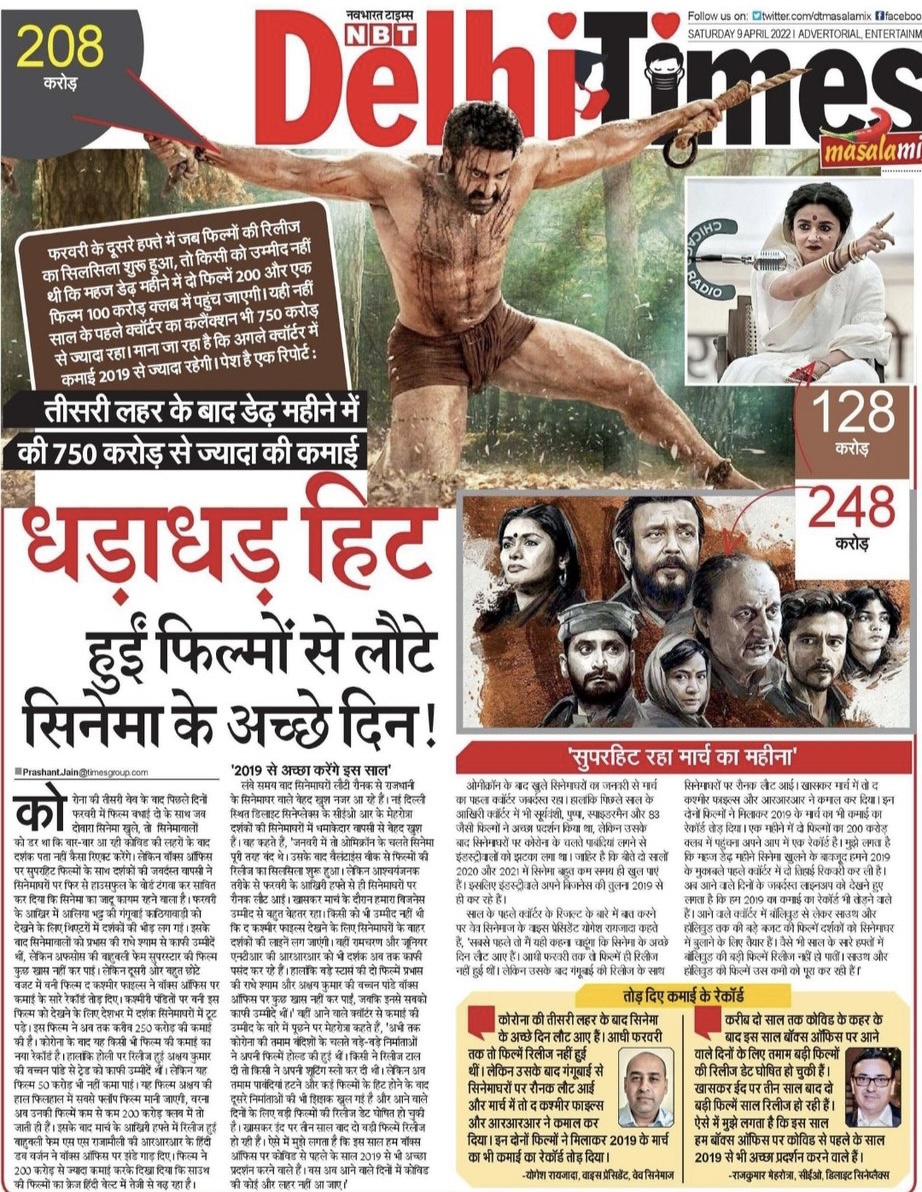 208
करोड़
नवभारत टाइम्स
NBT
Delhi Times
masalami
Follow us on: twitter.com/dtmasalamix faceboo
SATURDAY 9 APRIL 2022 | ADVERTORIAL, ENTERTAINM
CHICAGO RADIO
फरवरी के दूसरे हफ्ते में जब फिल्मों की रिलीज
का सिलसिला शुरू हुआ, तो किसी को उम्मीद नहीं
थी कि महज डेढ़ महीने में दो फिल्में 200 और एक
फिल्म 100 करोड़ क्लब में पहुंच जाएगी। यही नहीं
साल के पहले क्वॉर्टर का कलैक्शन भी 750 करोड़
से ज्यादा रहा। माना जा रहा है कि अगले क्वॉर्टर में
कमाई 2019 से ज्यादा रहेगी। पेश है एक रिपोर्ट :
128
करोड़
248
करोड़
तीसरी लहर के बाद डेढ़ महीने में
की 750 करोड़ से ज्यादा की कमाई
धड़ाधड़ हिट
हुईं फिल्मों से लौटे
सिनेमा के अच्छे दिन!
Prashant.Jain@timesgroup.com
कोरोना की तीसरी वेव के बाद पिछले दिनों
फरवरी में फिल्म वधाई दो के साथ जब
दोबारा सिनेमा खुले, तो सिनेमावालों
को डर था कि बार-बार आ रही कोविड की लहरों के बाद
दर्शक पता नहीं कैसा रिएक्ट करेंगे। लेकिन बॉक्स ऑफिस
पर सुपरहिट फिल्मों के साथ दर्शकों की जबर्दस्त वापसी ने
सिनेमाघरों पर फिर से हाउसफुल के बोर्ड टंगवा कर साबित
कर दिया कि सिनेमा का जादू कायम रहने वाला है। फरवरी
के आखिर में आलिया भट्ट की गंगूबाई काठियावाड़ी को
देखने के लिए थिएटरों में दर्शकों की भीड़ लग गई। इसके
बाद सिनेमावालों को प्रभास की राधे श्याम से काफी उम्मीदें
थीं, लेकिन अफसोस की बाहुबली फेम सुपरस्टार की फिल्म
कुछ खास नहीं कर पाई। लेकिन दूसरी ओर बहुत छोटे
बजट में बनी फिल्म द कश्मीर फाइल्स ने बॉक्स ऑफिस पर
कमाई के सारे रेकॉर्ड तोड़ दिए। कश्मीरी पंडितों पर बनी इस
फिल्म को देखने के लिए देशभर में दर्शक सिनेमाघरों में टूट
पड़े। इस फिल्म ने अब तक करीब 250 करोड़ की कमाई
की है। कोरोना के बाद यह किसी भी फिल्म की कमाई का
नया रेकॉर्ड है। हालांकि होली पर रिलीज हुई अक्षय कुमार
की बच्चन पांडे से ट्रेड को काफी उम्मीदें थीं। लेकिन यह
फिल्म 50 करोड़ भी नहीं कमा पाई। यह फिल्म अक्षय की
हाल फिलहाल में सबसे फ्लॉप फिल्म मानी जाएगी, वरना
अब उनकी फिल्में कम से कम 200 करोड़ क्लब में तो
जाती ही हैं। इसके बाद मार्च के आखिरी हफ्ते में रिलीज हुई
बाहुबली फेम एस एस राजामौली की आरआरआर के हिंदी
डब वर्जन ने बॉक्स ऑफिस पर झंडे गाड़ दिए। फिल्म ने
200 करोड़ से ज्यादा कमाई करके दिखा दिया कि साउथ
की फिल्मों का क्रेज हिंदी बेल्ट में तेजी से बढ़ रहा है।
'2019 से अच्छा करेंगे इस साल'
लंबे समय बाद सिनेमाघरों लौटी रौनक से राजधानी
के सिनेमाघर वाले बेहद खुश नजर आ रहे हैं। नई दिल्ली
स्थित डिलाइट सिनेप्लेक्स के सीईओ आर के मेहरोत्रा
दर्शकों की सिनेमाघरों में धमाकेदार वापसी से बेहद खुश
हैं। वह कहते हैं, 'जनवरी में तो ओमिक्रॉन के चलते सिनेमा
पूरी तरह बंद थे। उसके बाद वैलंटाइंस वीक से फिल्मों की
रिलीज का सिलसिला शुरू हुआ। लेकिन आश्चर्यजनक
तरीके से फरवरी के आखिरी हफ्ते से ही सिनेमाघरों पर
रौनक लौट आई। खासकर मार्च के दौरान हमारा बिजनेस
उम्मीद से बहुत बेहतर रहा। किसी को भी उम्मीद नहीं थी
कि द कश्मीर फाइल्स देखने के लिए सिनेमाघरों के बाहर
दर्शकों की लाइनें लग जाएंगी। वहीं रामचरण और जूनियर
एनटीआर की आरआरआर को भी दर्शक अब तक काफी
पसंद कर रहे हैं। हालांकि बड़े स्टार्स की दो फिल्में प्रभास
की राधे श्याम और अक्षय कुमार की बच्चन पांडे बॉक्स
ऑफिस पर कुछ खास नहीं कर पाईं, जबकि इनसे सबको
काफी उम्मीदें थीं।' वहीं आने वाले क्वॉर्टर से कमाई की
उम्मीद के बारे में पूछने पर मेहरोत्रा कहते हैं, 'अभी तक
कोरोना की तमाम बंदिशों के चलते बड़े-बड़े निर्माताओं
ने अपनी फिल्में होल्ड की हुई थीं। किसी ने रिलीज टाल
दी तो किसी ने अपनी शूटिंग स्लो कर दी थी। लेकिन अब
तमाम पाबंदियां हटने और कई फिल्मों के हिट होने के बाद
दूसरे निर्माताओं की भी झिझक खुल गई है और आने वाले
दिनों के लिए बड़ी फिल्मों की रिलीज डेट घोषित हो चुकी
हैं। खासकर ईद पर तीन साल बाद दो बड़ी फिल्में रिलीज
हो रही हैं। ऐसे में मुझे लगता है कि इस साल हम बॉक्स
ऑफिस पर कोविड से पहले के साल 2019 से भी अच्छा
प्रदर्शन करने वाले हैं। बस अब आने वाले दिनों में कोविड
की कोई और लहर नहीं आ जाए।'
'सुपरहिट रहा मार्च का महीना'
ओमीक्रॉन के बाद खुले सिनेमाघरों का जनवरी से मार्च
का पहला क्वॉर्टर जबर्दस्त रहा। हालांकि पिछले साल के
आखिरी क्वॉर्टर में भी सूर्यवंशी, पुष्पा, स्पाइडरमैन और 83
जैसी फिल्मों ने अच्छा प्रदर्शन किया था, लेकिन उसके
बाद सिनेमाघरों पर कोरोना के चलते पाबंदियां लगने से
इंडस्ट्रीवालों को झटका लगा था। जाहिर है कि बीते दो सालों
2020 और 2021 में सिनेमा बहुत कम समय ही खुल पाए
हैं। इसलिए इंडस्ट्रीवाले अपने बिजनेस की तुलना 2019 से
ही कर रहे हैं।
साल के पहले क्वॉर्टर के रिजल्ट के बारे में बात करने
पर वेव सिनेमाज के वाइस प्रेसिडेंट योगेश रायजादा कहते
हैं, 'सबसे पहले तो मैं यही कहना चाहूंगा कि सिनेमा के अच्छे
दिन लौट आए हैं। आधी फरवरी तक तो फिल्में ही रिलीज
नहीं हुई थीं। लेकिन उसके बाद गंगूबाई की रिलीज के साथ
सिनेमाघरों पर रौनक लौट आई। खासकर मार्च में तो द
कश्मीर फाइल्स और आरआरआर ने कमाल कर दिया। इन
दोनों फिल्मों ने मिलाकर 2019 के मार्च का भी कमाई का
रेकॉर्ड तोड़ दिया। एक महीने में दो फिल्मों का 200 करोड़
क्लब में पहुंचना अपने आप में एक रेकॉर्ड है। मुझे लगता है
कि महज डेढ़ महीने सिनेमा खुलने के बावजूद हमने 2019
के मुकाबले पहले क्वॉर्टर में दो तिहाई रिकवरी कर ली है।
अब आने वाले दिनों के जबर्दस्त लाइनअप को देखते हुए
लगता है कि हम 2019 का कमाई का रेकॉर्ड भी तोड़ने वाले
हैं। आने वाले क्वॉर्टर में बॉलिवुड से लेकर साउथ और
हॉलिवुड तक की बड़े बजट की फिल्में दर्शकों को सिनेमाघर
में बुलाने के लिए तैयार हैं। वैसे भी साल के सारे हफ्तों में
बॉलिवुड की बड़ी फिल्में रिलीज नहीं हो पातीं। साउथ और
हॉलिवुड की फिल्में उस कमी को पूरा कर रही हैं।'
तोड़ दिए कमाई के रेकॉर्ड
कोरोना की तीसरी लहर के बाद सिनेमा
के अच्छे दिन लौट आए हैं। आधी फरवरी
तक तो फिल्में रिलीज नहीं हुई
थीं। लेकिन उसके बाद गंगूबाई से
सिनेमाघरों पर रौनक लौट आई
और मार्च में तो द कश्मीर फाइल्स
और आरआरआर ने कमाल कर
दिया। इन दोनों फिल्मों ने मिलाकर 2019 के मार्च
का भी कमाई का रेकॉर्ड तोड़ दिया।
-योगेश रायजादा, वाइस प्रेसिडेंट, वेव सिनेमाज
करीब दो साल तक कोविड के कहर के
बाद इस साल बॉक्स ऑफिस पर आने
वाले दिनों के लिए तमाम बड़ी फिल्मों
की रिलीज डेट घोषित हो चुकी हैं।
खासकर ईद पर तीन साल बाद दो
बड़ी फिल्में साल रिलीज हो रही हैं।
ऐसे में मुझे लगता है कि इस साल
हम बॉक्स ऑफिस पर कोविड से पहले के साल
2019 से भी अच्छा प्रदर्शन करने वाले हैं।
-राजकुमार मेहरोत्रा, सीईओ, डिलाइट सिनेप्लेक्स